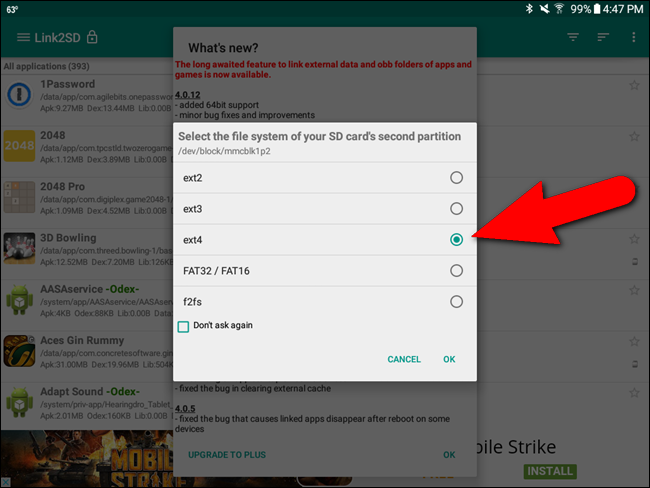 63°
99% 4:47 PM
Link2SD
What's new?
All applications (393)
The long awaited feature to link external data and obb folders of apps and
games is now available.
1Password
/data/app/com.agilebits.onepassword
Apk:9.27MB Dex:13.44MB Lib:0.00B
4.0.12
- added 64bit support
- minor bug fixes and improvements
2048
/data/app/com.tpcstld.twozerogame
Apk:1.12MB Dex:3.89MB Lib:0.00B
Select the file system of your SD card's second partition
/dev/block/mmcblk1p2
ext2
ext3
ext4
FAT32 / FAT16
f2fs
Don't ask again
CANCEL OK
2048 Pro
/data/app/com.digiplex.game2048-1/
Apk:1.09MB Dex:4.52MB Lib:0.00B
3D Bowling
/data/app/com.threed.bowling-1/base
Apk:12.52MB Dex:7.20MB Lib:126K
AASAservice -Odex-
/system/app/AASAservice/AASAservic
Apk:4KB Odex:88KB Lib:0.00B
Aces Gin Rummy
/data/app/com.concretesoftware.gin
Apk:31.00MB Dex:19.96MB Lib:504K
Adapt Sound -Odex-
/system/priv-app/Hearingdro_Tablet_
Apk:2.01MB Odex:160KB Lib:0.00B
- fixed the bug in clearing external cache
4.0.5
- fixed the bug that causes linked apps disappear after reboot on some
devices
UPGRADE TO PLUS OK
MOBILE
bile Strike
FREE
INSTALL